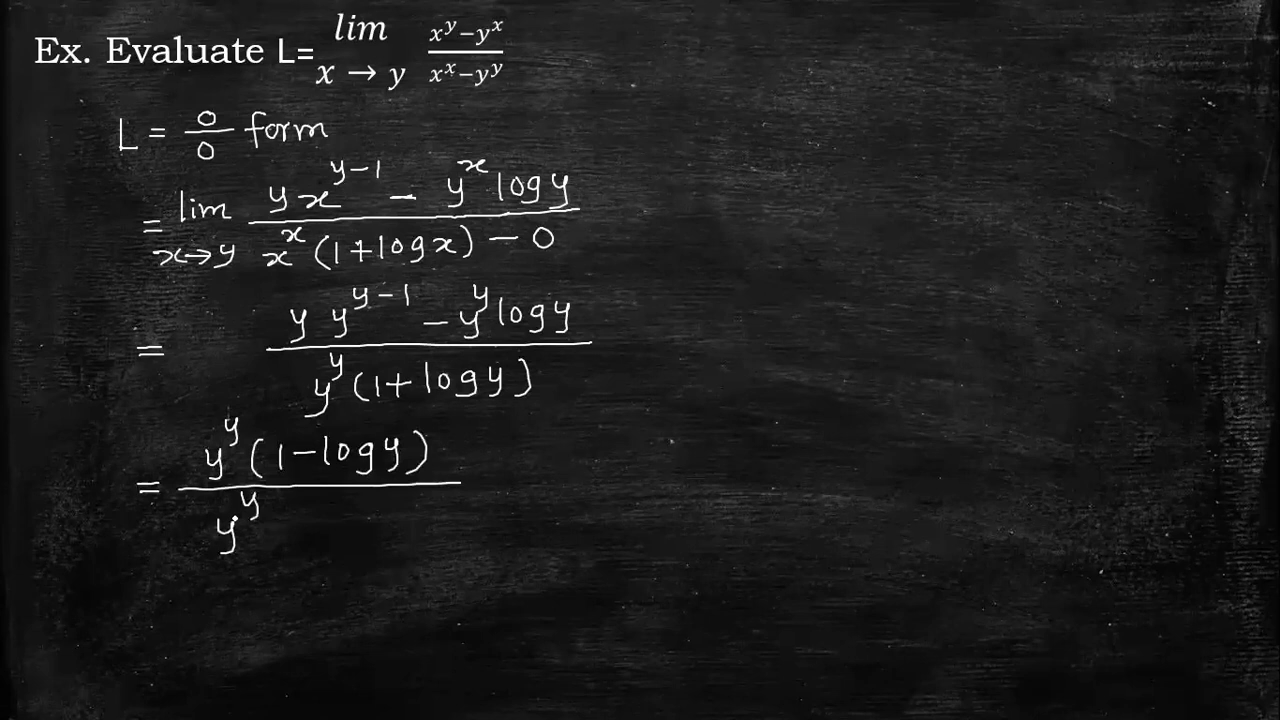 Ex. Evaluate L= lim x → y (x^y − y^x)/(x^x − y^y)
L = 0/0 form
= lim x→y (y x^(y−1) − y^x log y)/(x^x (1+log x) − 0)
= (y y^(y−1) − y^y log y)/(y^y (1+log y))
= (y^y (1−log y))/(y^y